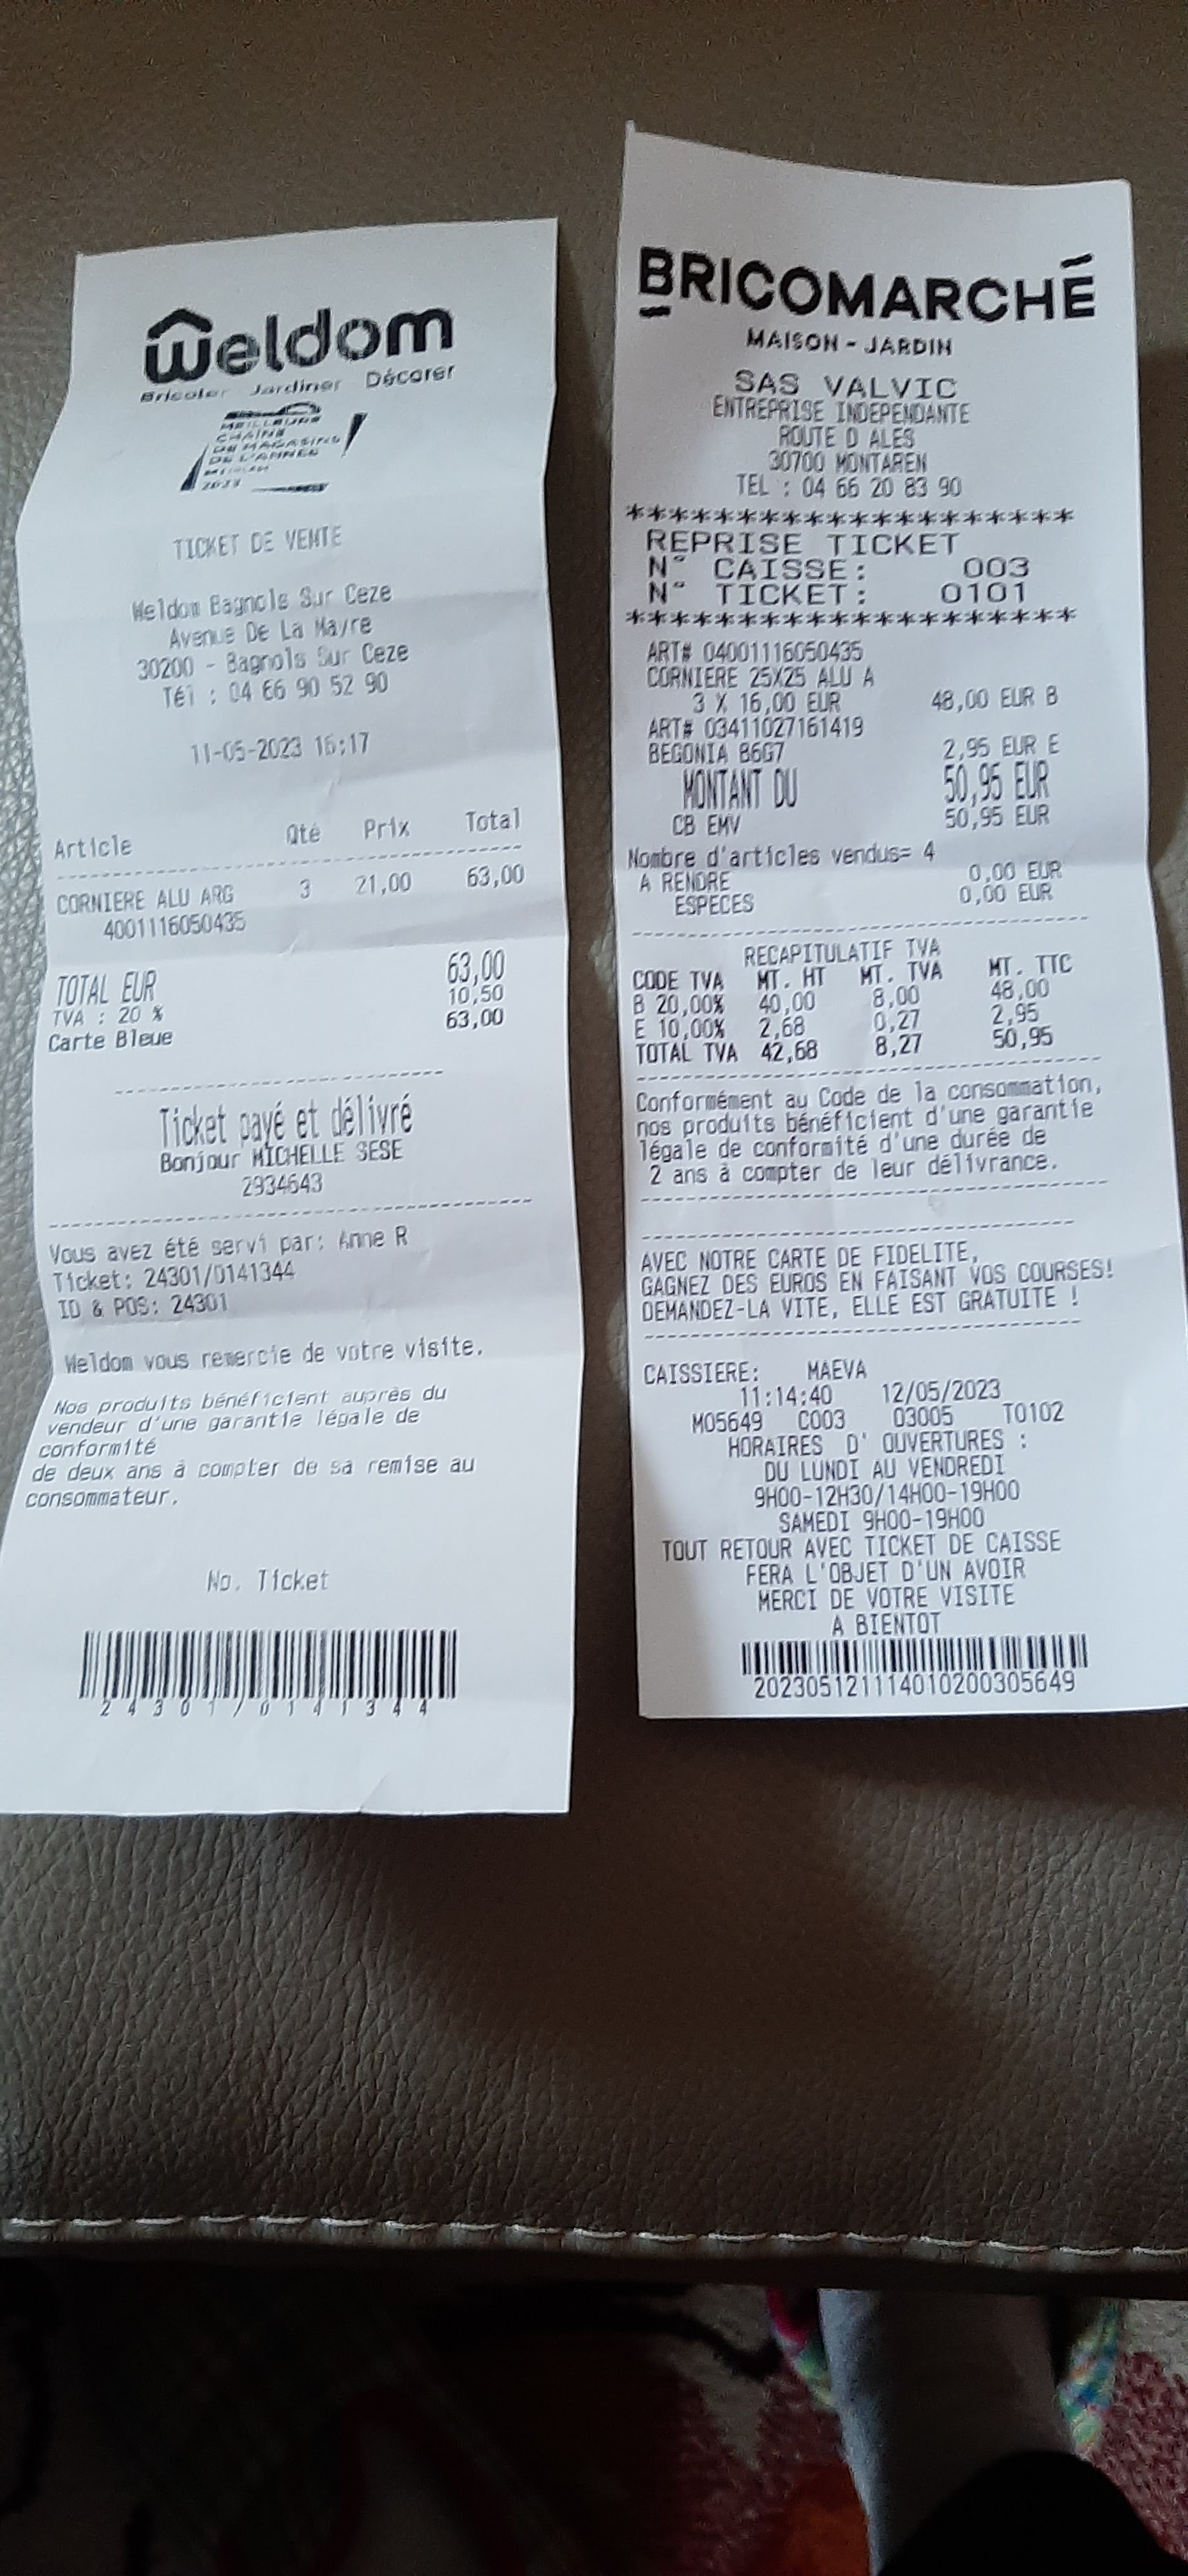 weldom
Bricoler Jardiner Décorer
MEILLEURE
CHAÎNE
DE MAGASINS
DE L'ANNÉE
2023
TICKET DE VENTE
Weldom Bagnols Sur Ceze
Avenue De La Mayre
30200 - Bagnols Sur Ceze
Tél : 04 66 90 52 90
11-05-2023 16:17
Article Qté Prix Total
CORNIERE ALU ARG 3 21,00 63,00
4001116050435
TOTAL EUR 63,00
TVA : 20 % 10,50
Carte Bleue 63,00
Ticket payé et délivré
Bonjour MICHELLE SESE
2934643
Vous avez été servi par: Anne R
Ticket: 24301/0141344
ID & POS: 24301
Weldom vous remercie de votre visite.
Nos produits bénéficient auprès du
vendeur d'une garantie légale de
conformité
de deux ans à compter de sa remise au
consommateur.
No. Ticket
24301/0141344
BRICOMARCHÉ
MAISON - JARDIN
SAS VALVIC
ENTREPRISE INDEPENDANTE
ROUTE D ALES
30700 MONTAREN
TEL : 04 66 20 83 90
********************
REPRISE TICKET
N° CAISSE: 003
N° TICKET: 0101
********************
ART# 04001116050435
CORNIERE 25X25 ALU A
3 X 16,00 EUR 48,00 EUR B
ART# 03411027161419
BEGONIA B6G7 2,95 EUR E
MONTANT DU 50,95 EUR
CB EMV 50,95 EUR
Nombre d'articles vendus= 4
A RENDRE 0,00 EUR
ESPECES 0,00 EUR
RECAPITULATIF TVA
CODE TVA MT. HT MT. TVA MT. TTC
B 20,00% 40,00 8,00 48,00
E 10,00% 2,68 0,27 2,95
TOTAL TVA 42,68 8,27 50,95
Conformément au Code de la consommation,
nos produits bénéficient d'une garantie
légale de conformité d'une durée de
2 ans à compter de leur délivrance.
AVEC NOTRE CARTE DE FIDELITE,
GAGNEZ DES EUROS EN FAISANT VOS COURSES!
DEMANDEZ-LA VITE, ELLE EST GRATUITE !
CAISSIERE: MAEVA
11:14:40 12/05/2023
M05649 C003 03005 T0102
HORAIRES D' OUVERTURES :
DU LUNDI AU VENDREDI
9H00-12H30/14H00-19H00
SAMEDI 9H00-19H00
TOUT RETOUR AVEC TICKET DE CAISSE
FERA L'OBJET D'UN AVOIR
MERCI DE VOTRE VISITE
A BIENTOT
202305121114010200305649